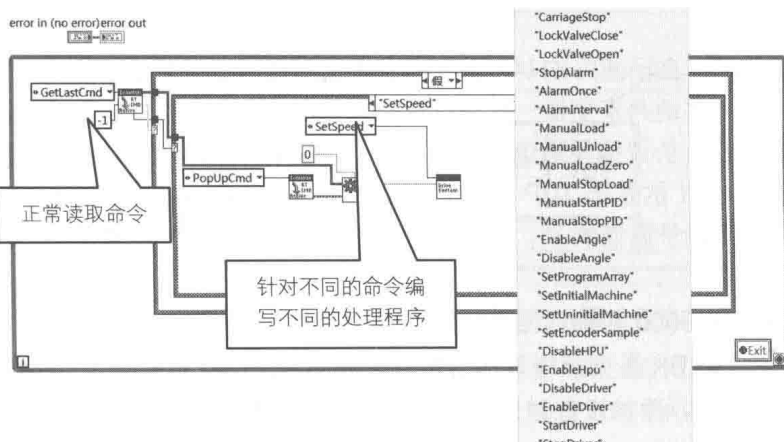 error in (no error) error out
GetLastCmd
-1
正常读取命令
假
"SetSpeed"
SetSpeed
0
PopUpCmd
针对不同的命令编
写不同的处理程序
i
Exit
"CarriageStop"
"LockValveClose"
"LockValveOpen"
"StopAlarm"
"AlarmOnce"
"AlarmInterval"
"ManualLoad"
"ManualUnload"
"ManualLoadZero"
"ManualStopLoad"
"ManualStartPID"
"ManualStopPID"
"EnableAngle"
"DisableAngle"
"SetProgramArray"
"SetInitialMachine"
"SetUninitialMachine"
"SetEncoderSample"
"DisableHPU"
"EnableHpu"
"DisableDriver"
"EnableDriver"
"StartDriver"